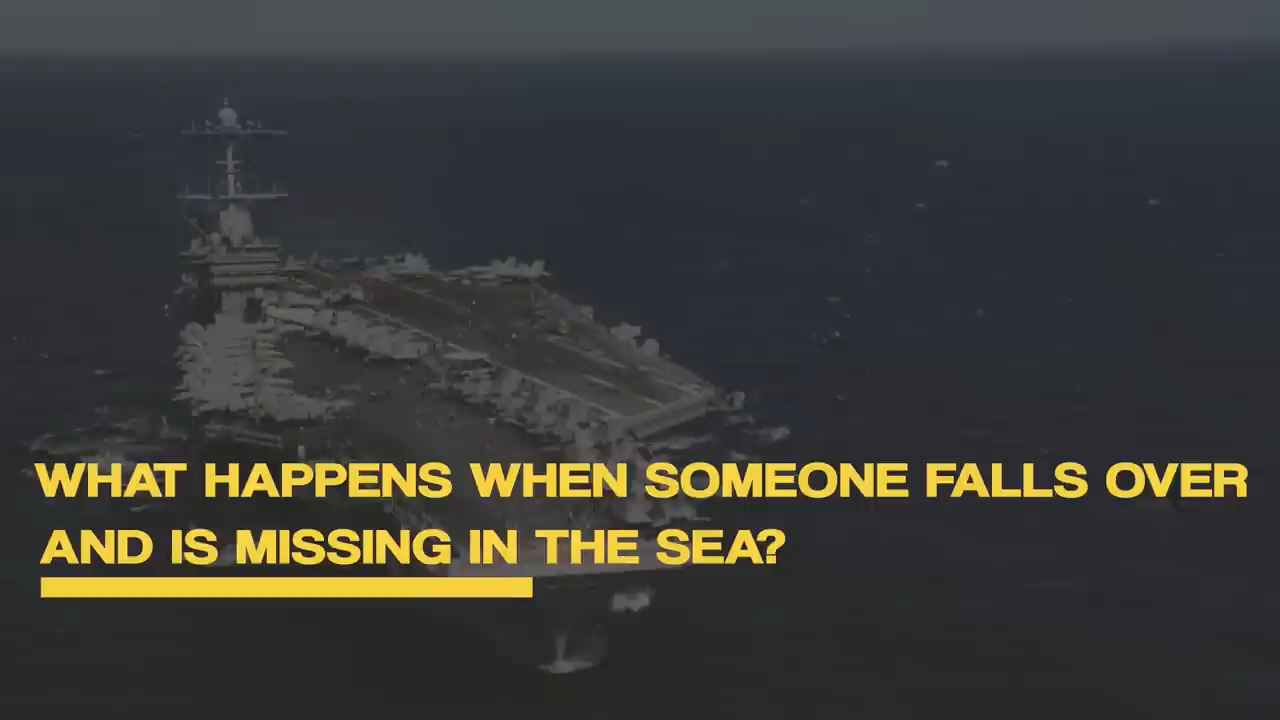 WHAT HAPPENS WHEN SOMEONE FALLS OVER
AND IS MISSING IN THE SEA?